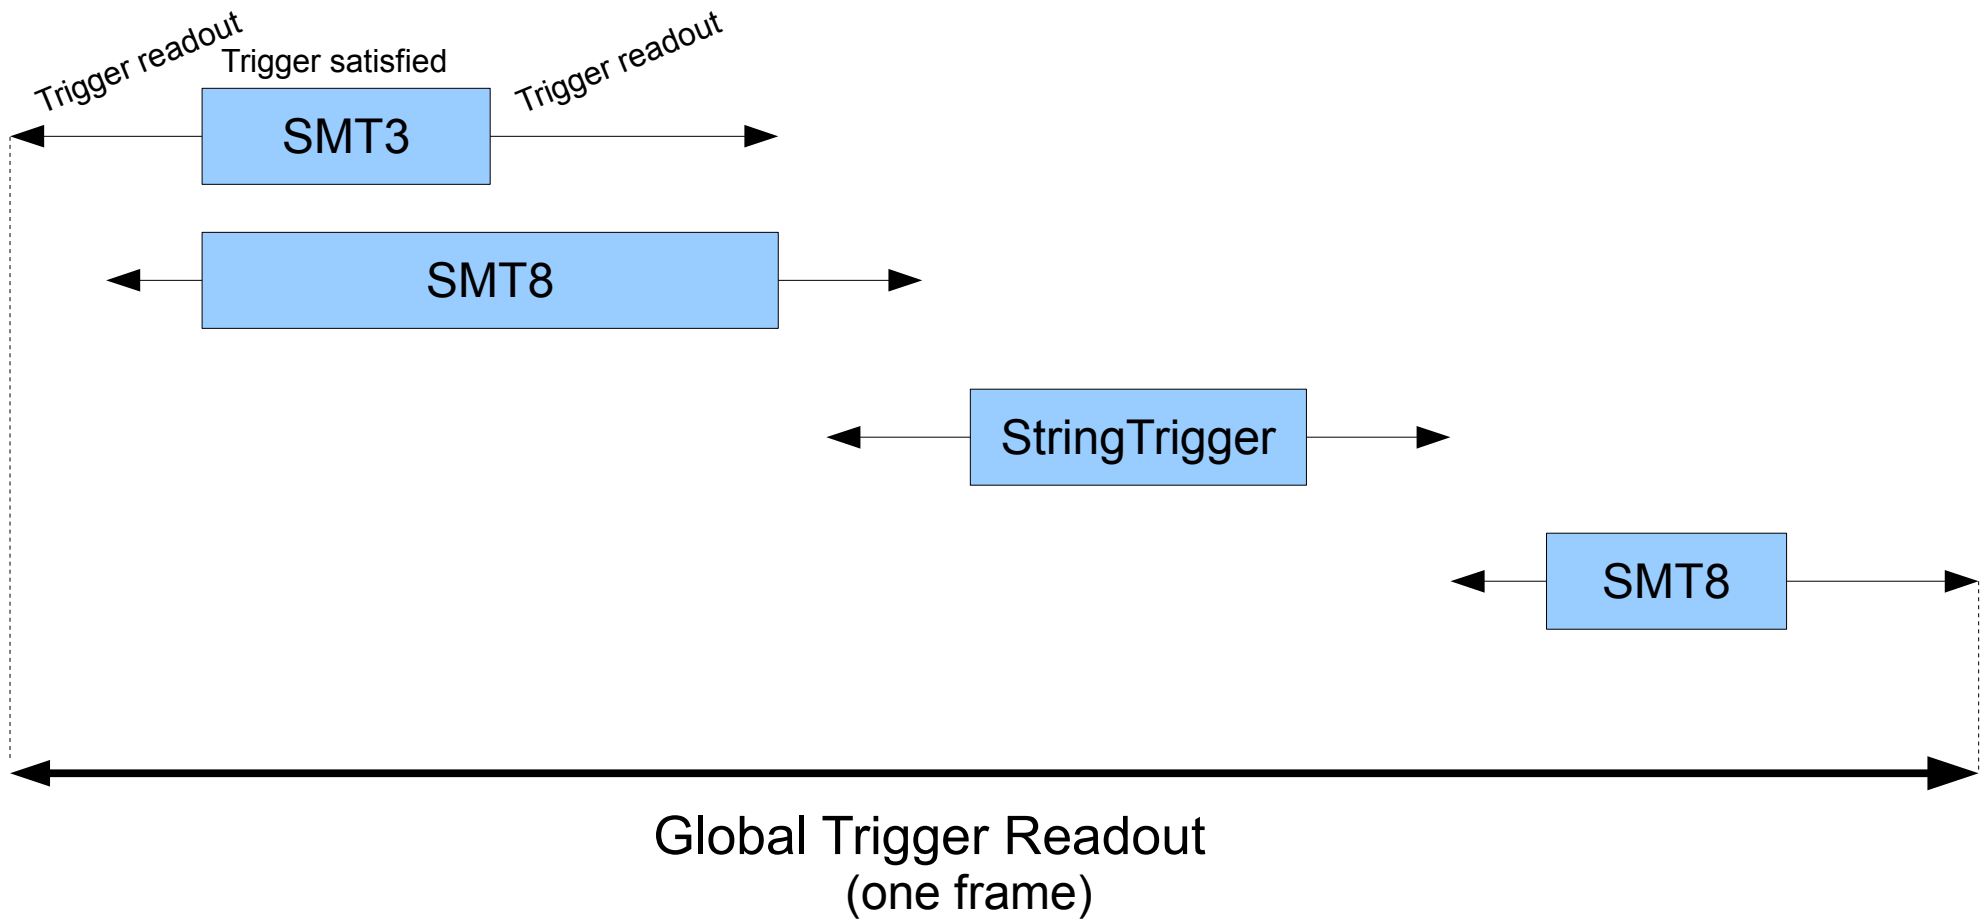 Trigger readout
Trigger satisfied
Trigger readout
SMT3
SMT8
StringTrigger
SMT8
Global Trigger Readout
(one frame)